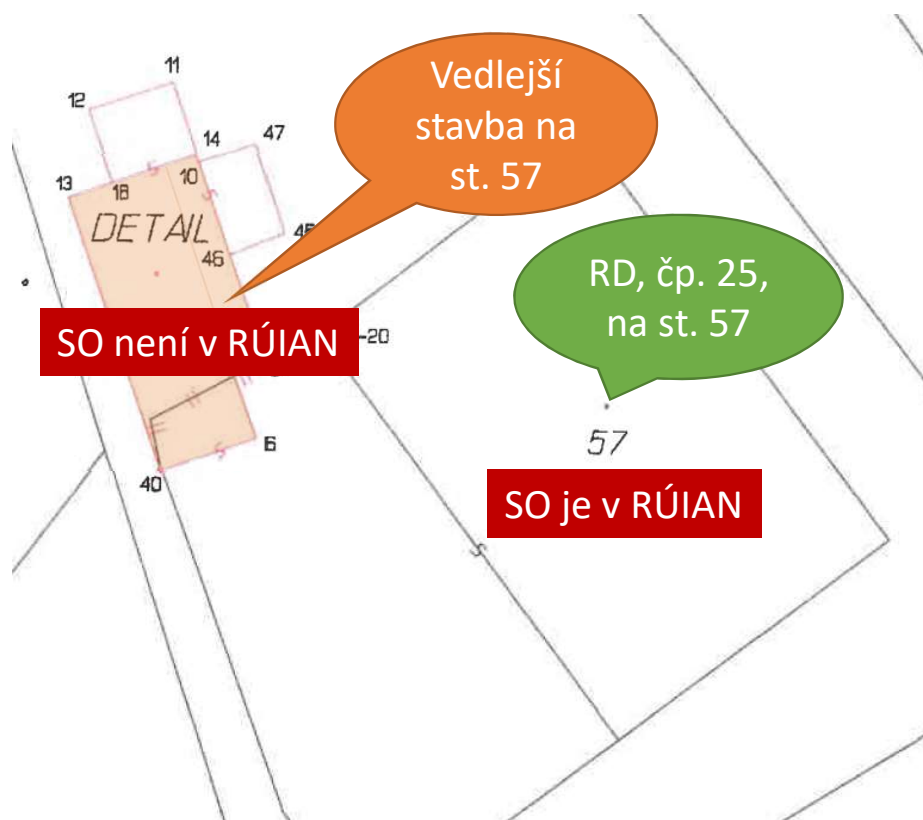 11
12
Vedlejší
stavba na
st. 57
14
47
13
18
10
DETAIL
46
RD, čp. 25,
na st. 57
SO není v RÚIAN
-20
6
57
40
SO je v RÚIAN